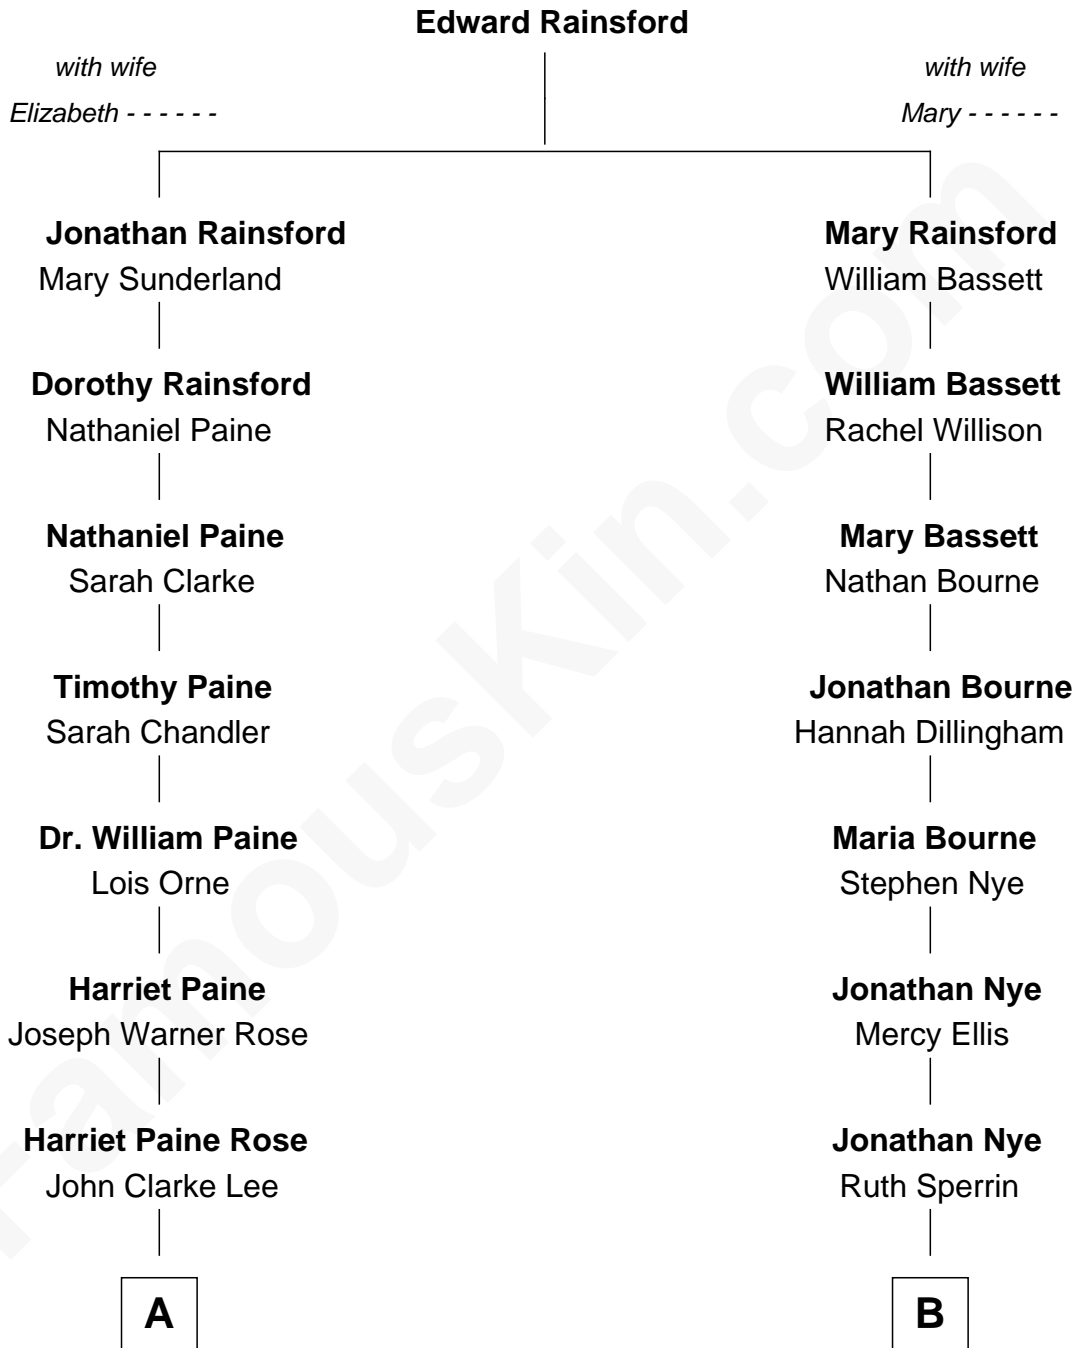 Edward Rainsford
with wife
Elizabeth - - - - - -
with wife
Mary - - - - - -
Jonathan Rainsford
Mary Sunderland
Mary Rainsford
William Bassett
Dorothy Rainsford
Nathaniel Paine
William Bassett
Rachel Willison
Nathaniel Paine
Sarah Clarke
Mary Bassett
Nathan Bourne
Timothy Paine
Sarah Chandler
Jonathan Bourne
Hannah Dillingham
Dr. William Paine
Lois Orne
Maria Bourne
Stephen Nye
Harriet Paine
Joseph Warner Rose
Jonathan Nye
Mercy Ellis
Harriet Paine Rose
John Clarke Lee
Jonathan Nye
Ruth Sperrin
A
B
FamousKin.com